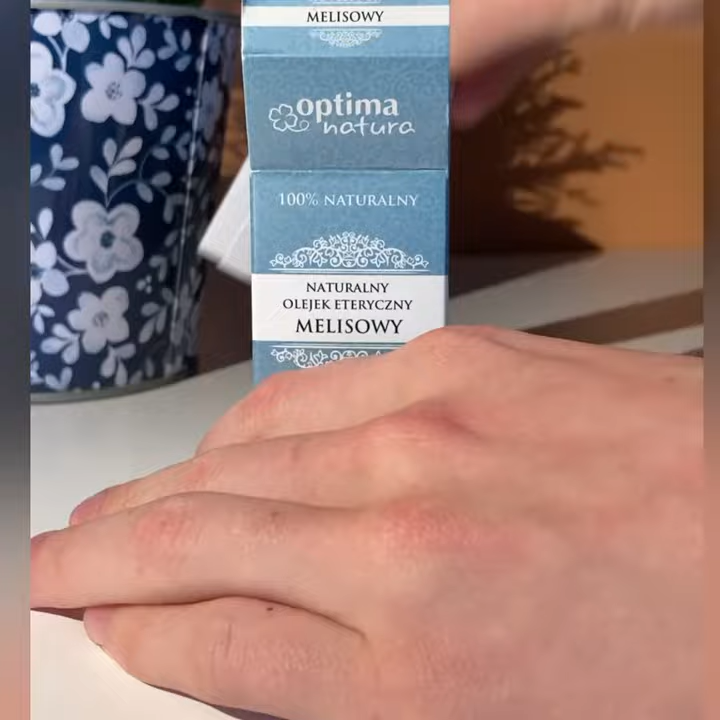 MELISOWY
optima
natura
100% NATURALNY
NATURALNY
OLEJEK ETERYCZNY
MELISOWY